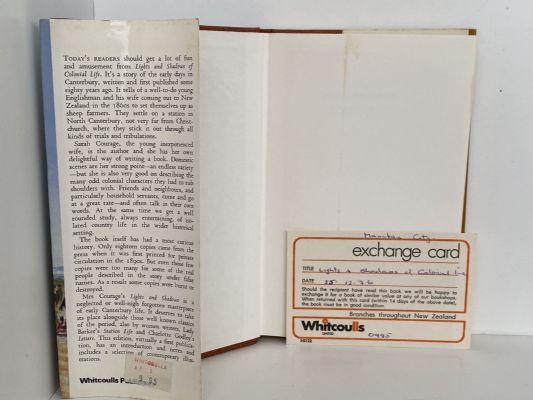 TODAY'S READERS should get a lot of fun
and amusement from Lights and Shadows of
Colonial Life. It's a story of the early days in
Canterbury, written and first published some
eighty years ago. It tells of a well-to-do young
Englishman and his wife coming out to New
Zealand in the 1860s to set themselves up as
sheep farmers. They settle on a station in
North Canterbury, not very far from Christ-
church, where they stick it out through all
kinds of trials and tribulations.
Sarah Courage, the young inexperienced
wife, is the author and she has her own
delightful way of writing a book. Domestic
scenes are her strong point—an endless variety
—but she is also very good on describing the
many odd colonial characters they had to rub
shoulders with. Friends and neighbours, and
particularly household servants, come and go
at a great rate—and often talk in their own
words. At the same time we get a well
rounded study, always entertaining, of iso-
lated country life in the wider historical
setting.
The book itself has had a most curious
history. Only eighteen copies came from the
press when it was first printed for private
circulation in the 1890s. But even these few
copies were too many for some of the real
people described in the story under false
names. As a result some copies were burnt or
destroyed.
Mrs Courage's Lights and Shadows is a
neglected or well-nigh forgotten masterpiece
of early Canterbury life. It deserves to take
its place alongside those well known classics
of the period, also by women writers, Lady
Barker's Station Life and Charlotte Godley's
Letters. This edition, virtually a first publica-
tion, has an introduction and notes and
includes a selection of contemporary illus-
trations.
Whitcoulls
WHITCOULLS
9.95
Manukau City
exchange card
TITLE Lights & Shadows of Colonial Life
DATE 15.12.76
Should the recipient have read this book we will be happy to
exchange it for a book of similar value at any of our bookshops.
When returned with this card (within 14 days of the above date),
the book must be in good condition.
Branches throughout New Zealand
Whitcoulls
LIMITED
0995